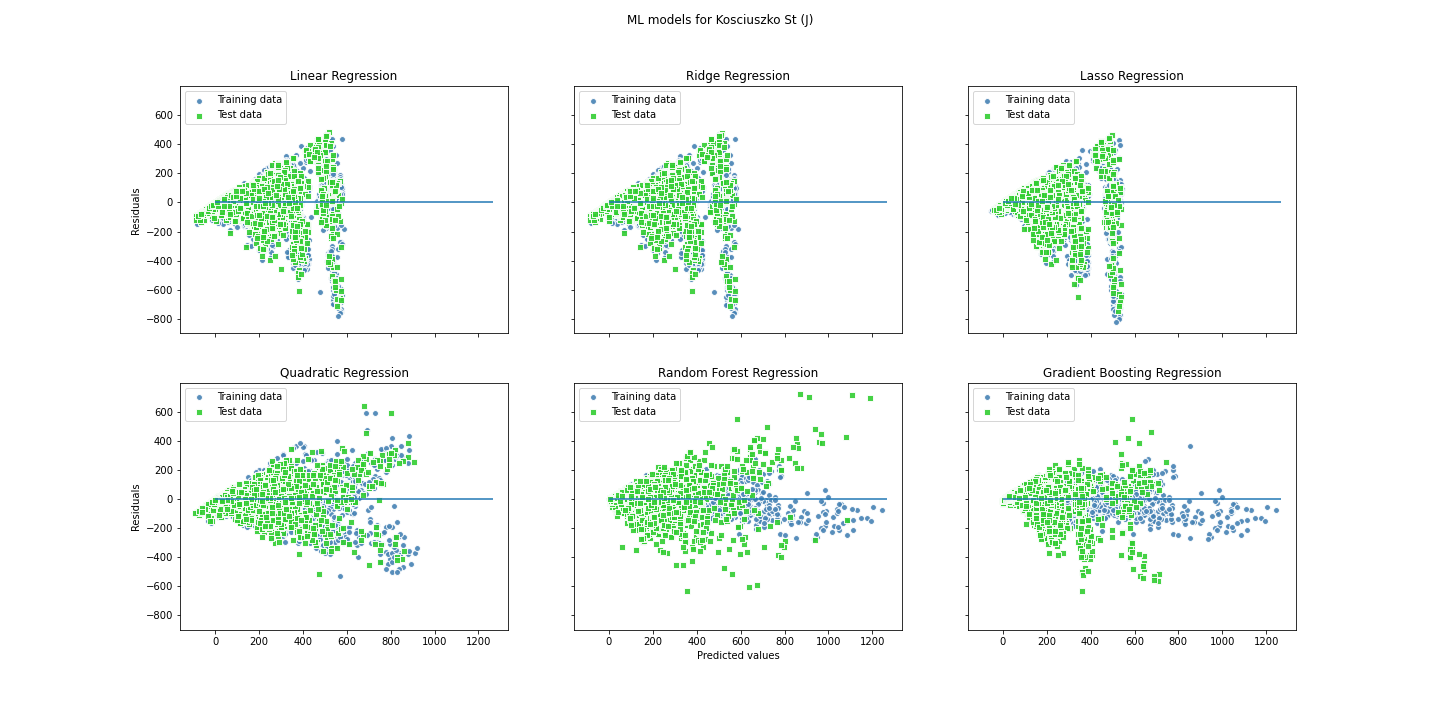 ML models for Kosciuszko St (J)
Linear Regression
Ridge Regression
Lasso Regression
Training data
Test data
Training data
Test data
Training data
Test data
600
400
200
0
−200
−400
−600
−800
Residuals
Quadratic Regression
Random Forest Regression
Gradient Boosting Regression
Training data
Test data
Training data
Test data
Training data
Test data
600
400
200
0
−200
−400
−600
−800
Residuals
0 200 400 600 800 1000 1200
0 200 400 600 800 1000 1200
0 200 400 600 800 1000 1200
Predicted values